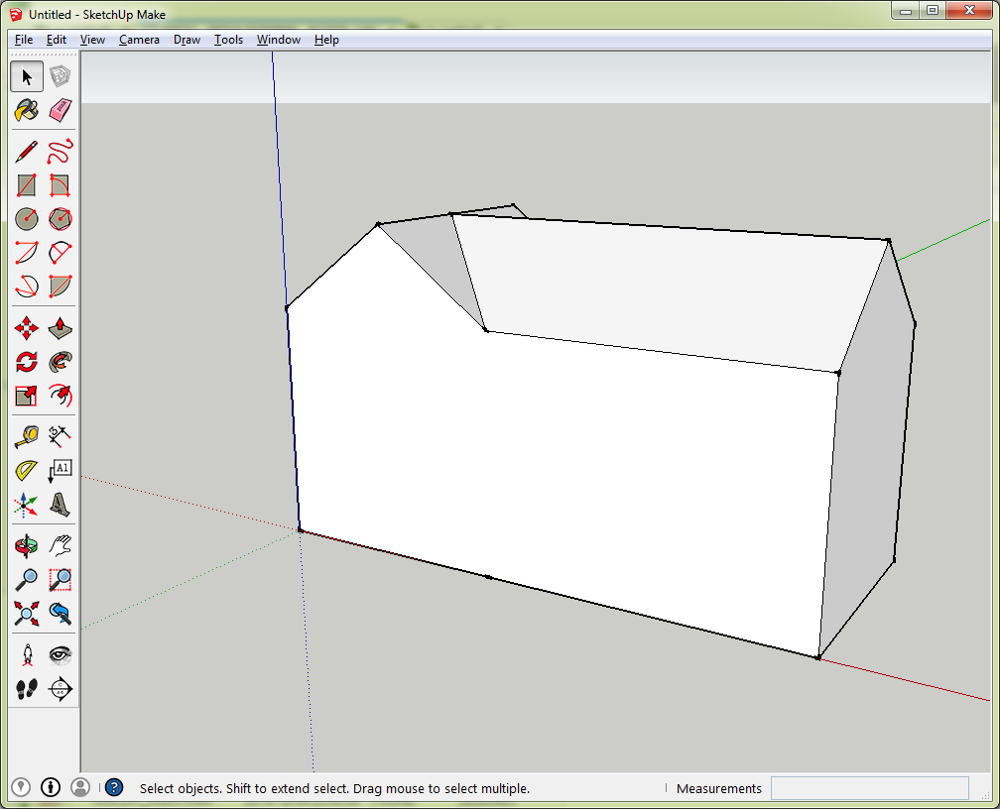 Untitled - SketchUp Make
File Edit View Camera Draw Tools Window Help
A1
Select objects. Shift to extend select. Drag mouse to select multiple.
Measurements